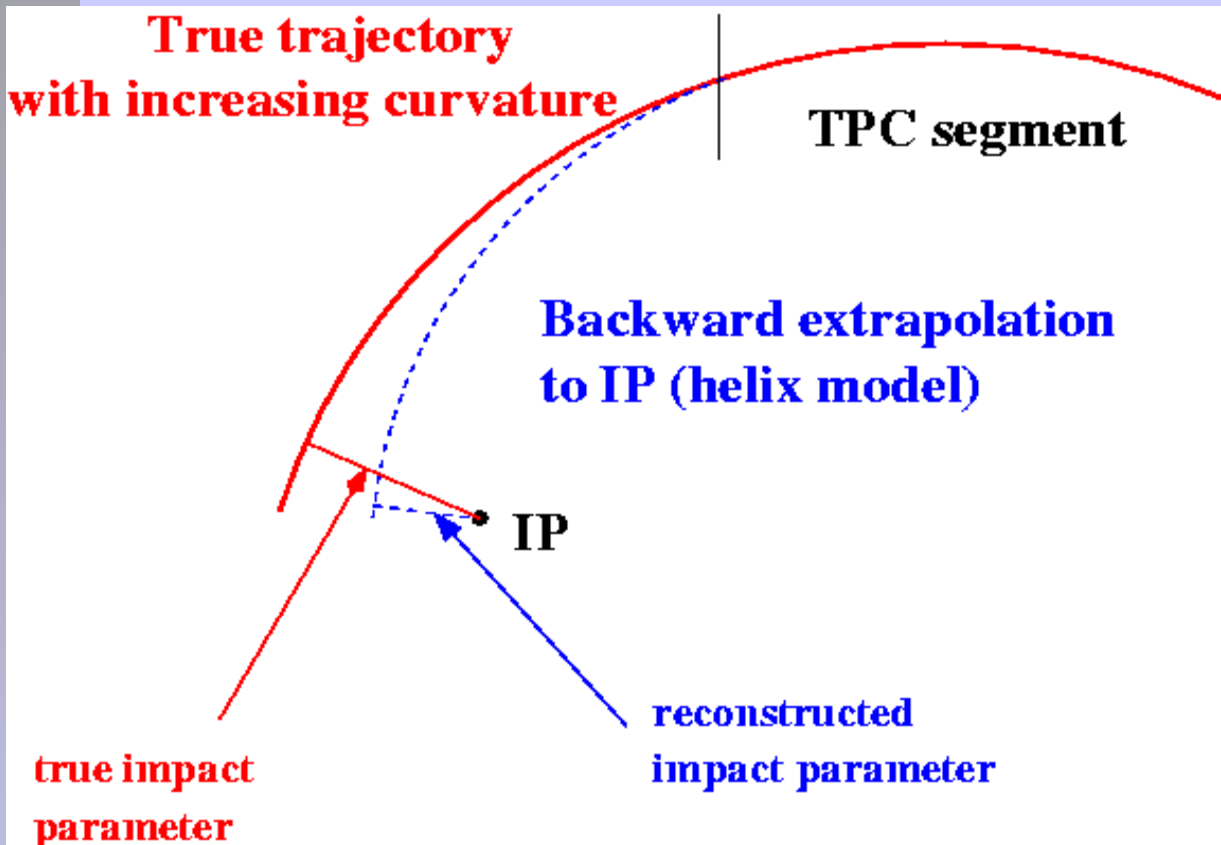 True trajectory
with increasing curvature
TPC segment
Backward extrapolation
to IP (helix model)
IP
reconstructed
impact parameter
true impact
parameter